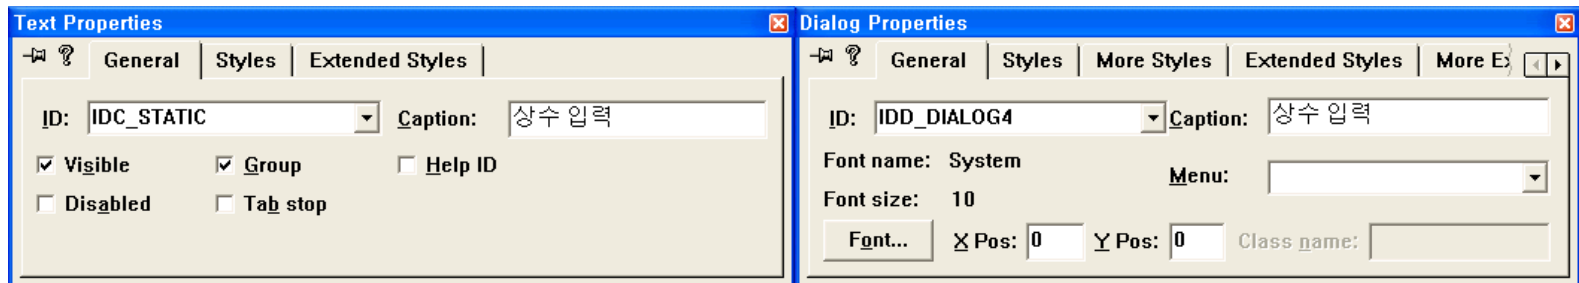 Text Properties
General Styles Extended Styles
ID: IDC_STATIC Caption: 상수 입력
Visible Group Help ID
Disabled Tab stop
Dialog Properties
General Styles More Styles Extended Styles More Ex
ID: IDD_DIALOG4 Caption: 상수 입력
Font name: System
Menu:
Font size: 10
Font... X Pos: 0 Y Pos: 0 Class name: